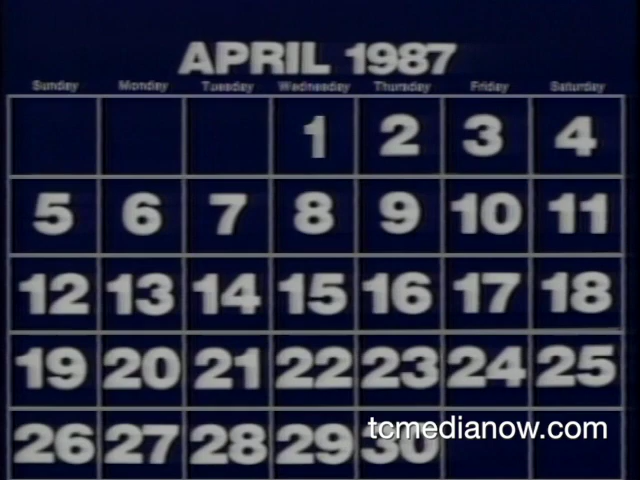 APRIL 1987
Sunday Monday Tuesday Wednesday Thursday Friday Saturday
1 2 3 4
5 6 7 8 9 10 11
12 13 14 15 16 17 18
19 20 21 22 23 24 25
26 27 28 29 30
tcmedianow.com